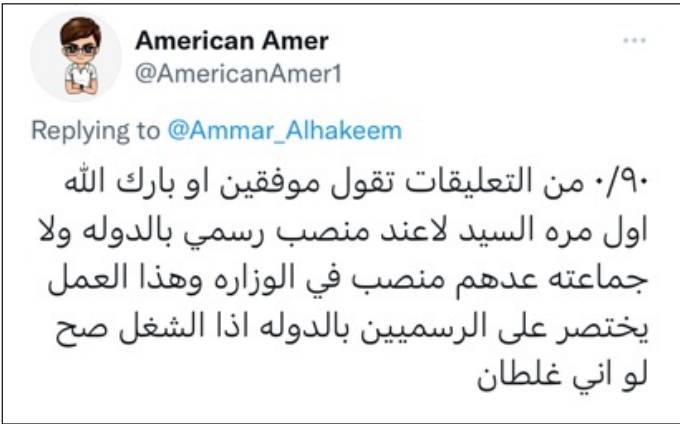 American Amer
@AmericanAmer1
Replying to @Ammar_Alhakeem
٠/٩٠ من التعليقات تقول موفقين او بارك الله
اول مره السيد لاعند منصب رسمي بالدوله ولا
جماعته عدهم منصب في الوزاره وهذا العمل
يختصر على الرسميين بالدوله اذا الشغل صح
لو اني غلطان